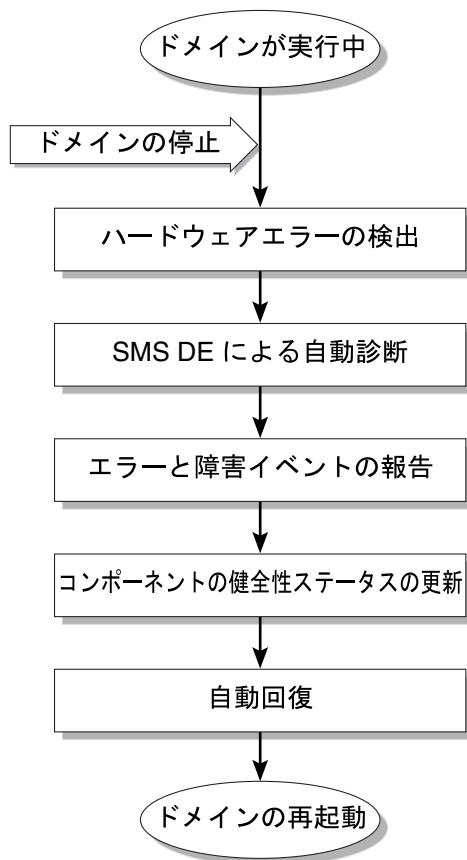 ドメインが実行中
ドメインの停止
ハードウェアエラーの検出
SMS DE による自動診断
エラーと障害イベントの報告
コンポーネントの健全性ステータスの更新
自動回復
ドメインの再起動